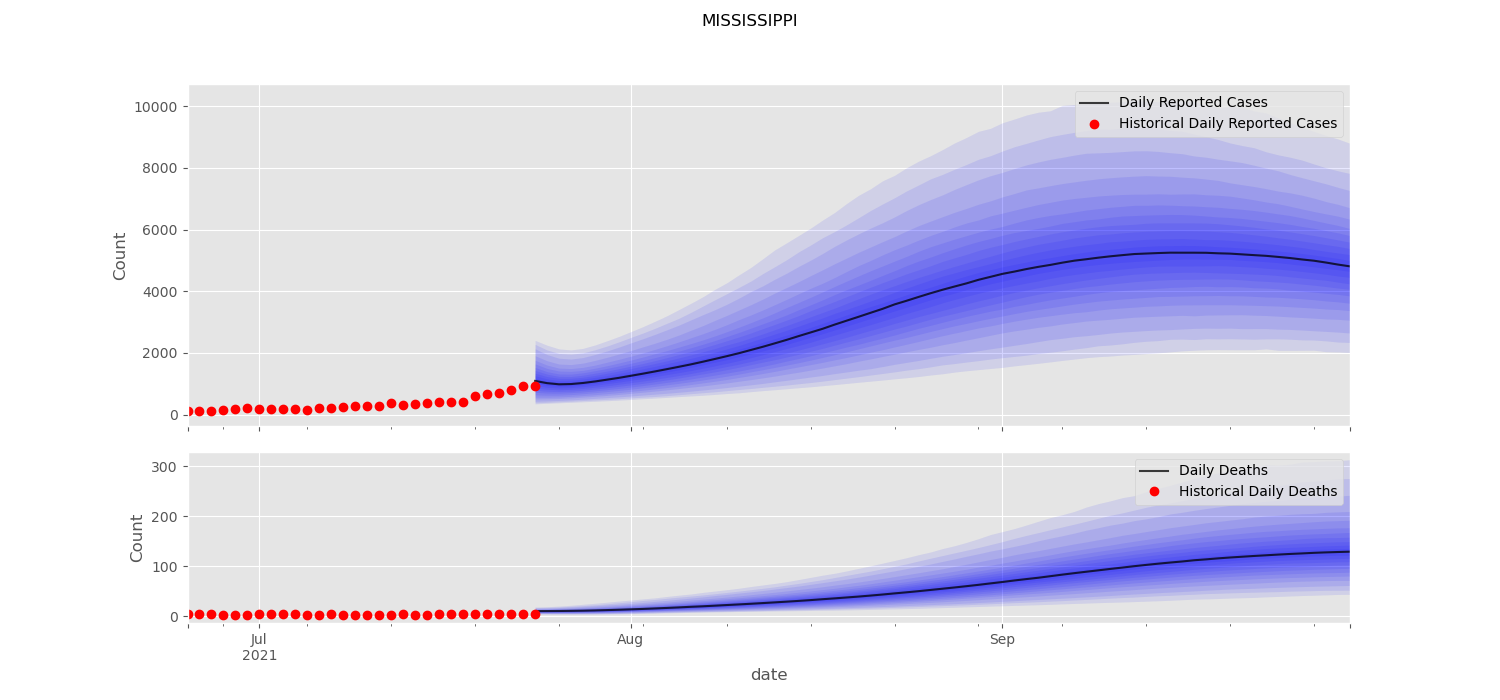 MISSISSIPPI
10000
8000
6000
4000
2000
0
Count
Daily Reported Cases
Historical Daily Reported Cases
300
200
100
0
Count
Daily Deaths
Historical Daily Deaths
Jul
2021
Aug
Sep
date